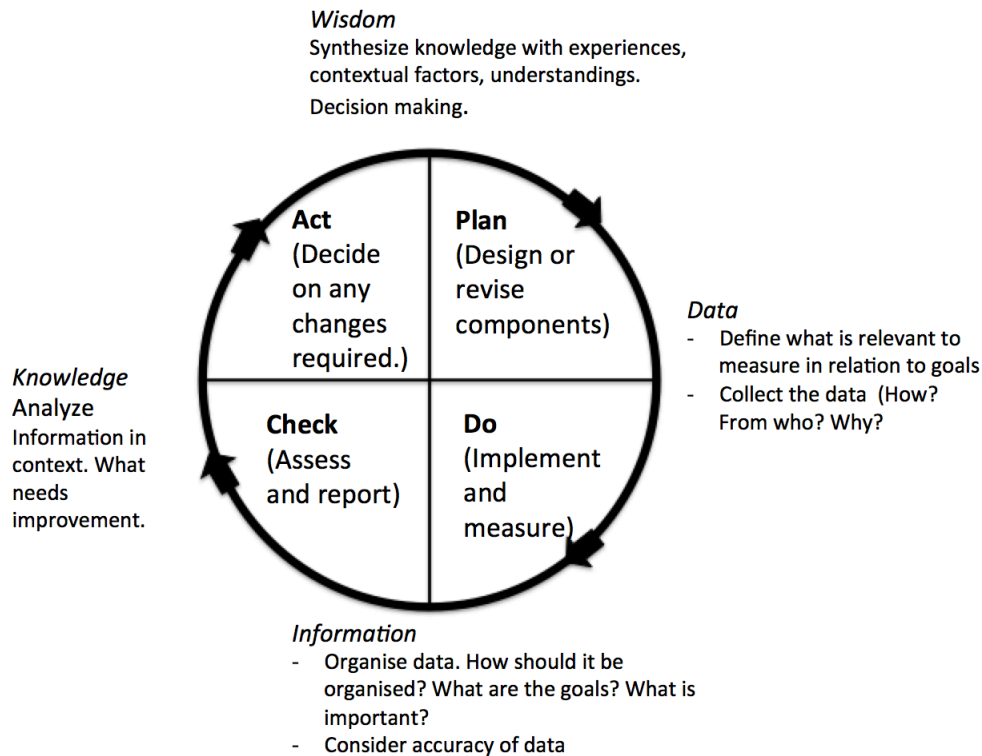 Wisdom
Synthesize knowledge with experiences,
contextual factors, understandings.
Decision making.
Act
(Decide
on any
changes
required.)
Plan
(Design or
revise
components)
Data
- Define what is relevant to
measure in relation to goals
- Collect the data (How?
From who? Why?
Knowledge
Analyze
Information in
context. What
needs
improvement.
Check
(Assess
and report)
Do
(Implement
and
measure)
Information
- Organise data. How should it be
organised? What are the goals? What is
important?
- Consider accuracy of data